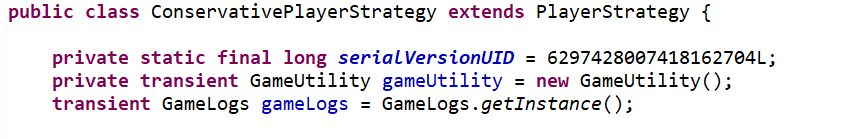 public class ConservativePlayerStrategy extends PlayerStrategy {
private static final long serialVersionUID = 6297428007418162704L;
private transient GameUtility gameUtility = new GameUtility();
transient GameLogs gameLogs = GameLogs.getInstance();